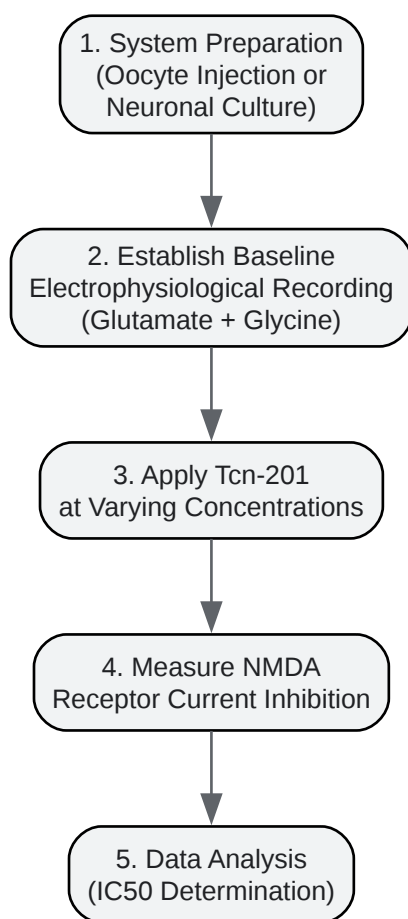 1. System Preparation
(Oocyte Injection or
Neuronal Culture)
2. Establish Baseline
Electrophysiological Recording
(Glutamate + Glycine)
3. Apply Tcn-201
at Varying Concentrations
4. Measure NMDA
Receptor Current Inhibition
5. Data Analysis
(IC50 Determination)